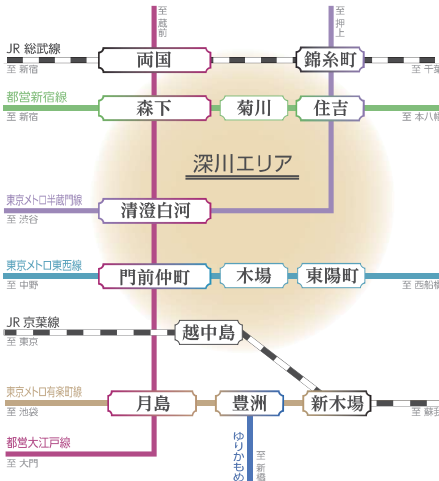 至 蔵前
至 押上
JR 総武線
至 新宿
両国
錦糸町
至 千葉
都営新宿線
至 新宿
森下
菊川
住吉
至 本八幡
深川エリア
東京メトロ半蔵門線
至 渋谷
清澄白河
東京メトロ東西線
至 中野
門前仲町
木場
東陽町
至 西船橋
JR 京葉線
至 東京
越中島
東京メトロ有楽町線
至 池袋
月島
豊洲
新木場
至 蘇我
都営大江戸線
至 大門
ゆりかもめ
至 新橋